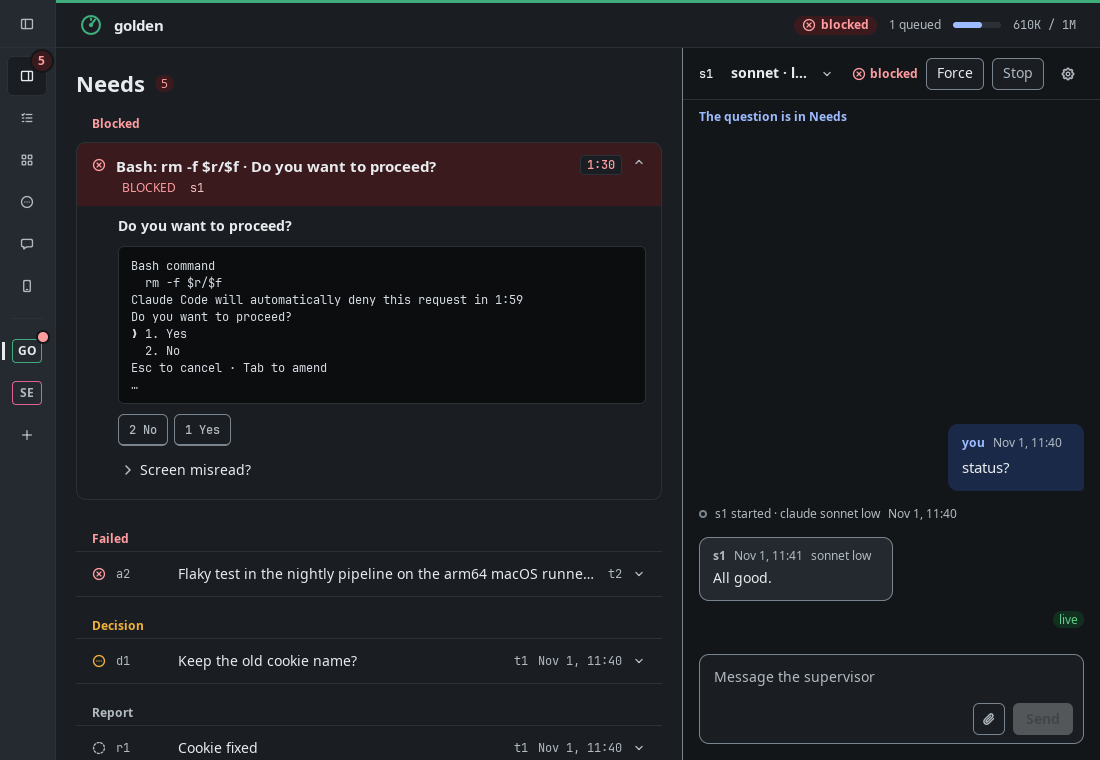 golden
blocked
1 queued
610K / 1M
5
GO
SE
Needs 5
Blocked
Bash: rm -f $r/$f · Do you want to proceed?
1:30
BLOCKED s1
Do you want to proceed?
Bash command
rm -f $r/$f
Claude Code will automatically deny this request in 1:59
Do you want to proceed?
❯ 1. Yes
2. No
Esc to cancel · Tab to amend
…
2 No
1 Yes
Screen misread?
Failed
a2 Flaky test in the nightly pipeline on the arm64 macOS runne… t2
Decision
d1 Keep the old cookie name? t1 Nov 1, 11:40
Report
r1 Cookie fixed t1 Nov 1, 11:40
s1 sonnet · l…
blocked
Force
Stop
The question is in Needs
you Nov 1, 11:40
status?
s1 started · claude sonnet low Nov 1, 11:40
s1 Nov 1, 11:41 sonnet low
All good.
live
Message the supervisor
Send